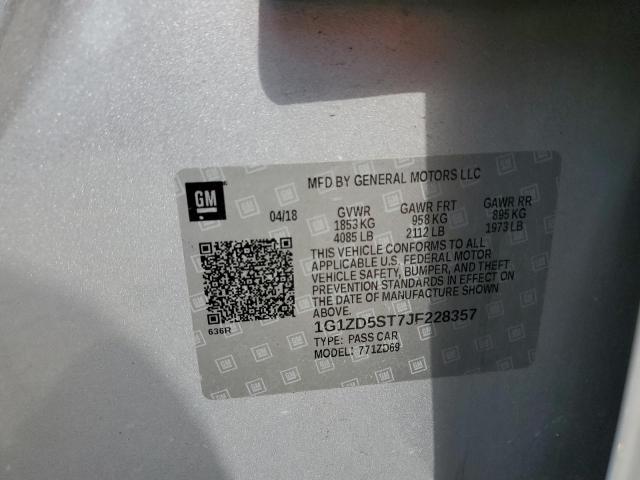 GM
MFD BY GENERAL MOTORS LLC
04/18 GVWR GAWR FRT GAWR RR
1853 KG 958 KG 895 KG
4085 LB 2112 LB 1973 LB
THIS VEHICLE CONFORMS TO ALL
APPLICABLE U.S. FEDERAL MOTOR
VEHICLE SAFETY, BUMPER, AND THEFT
PREVENTION STANDARDS IN EFFECT ON
THE DATE OF MANUFACTURE SHOWN
ABOVE.
636R
1G1ZD5ST7JF228357
TYPE: PASS CAR
MODEL: 771ZD69